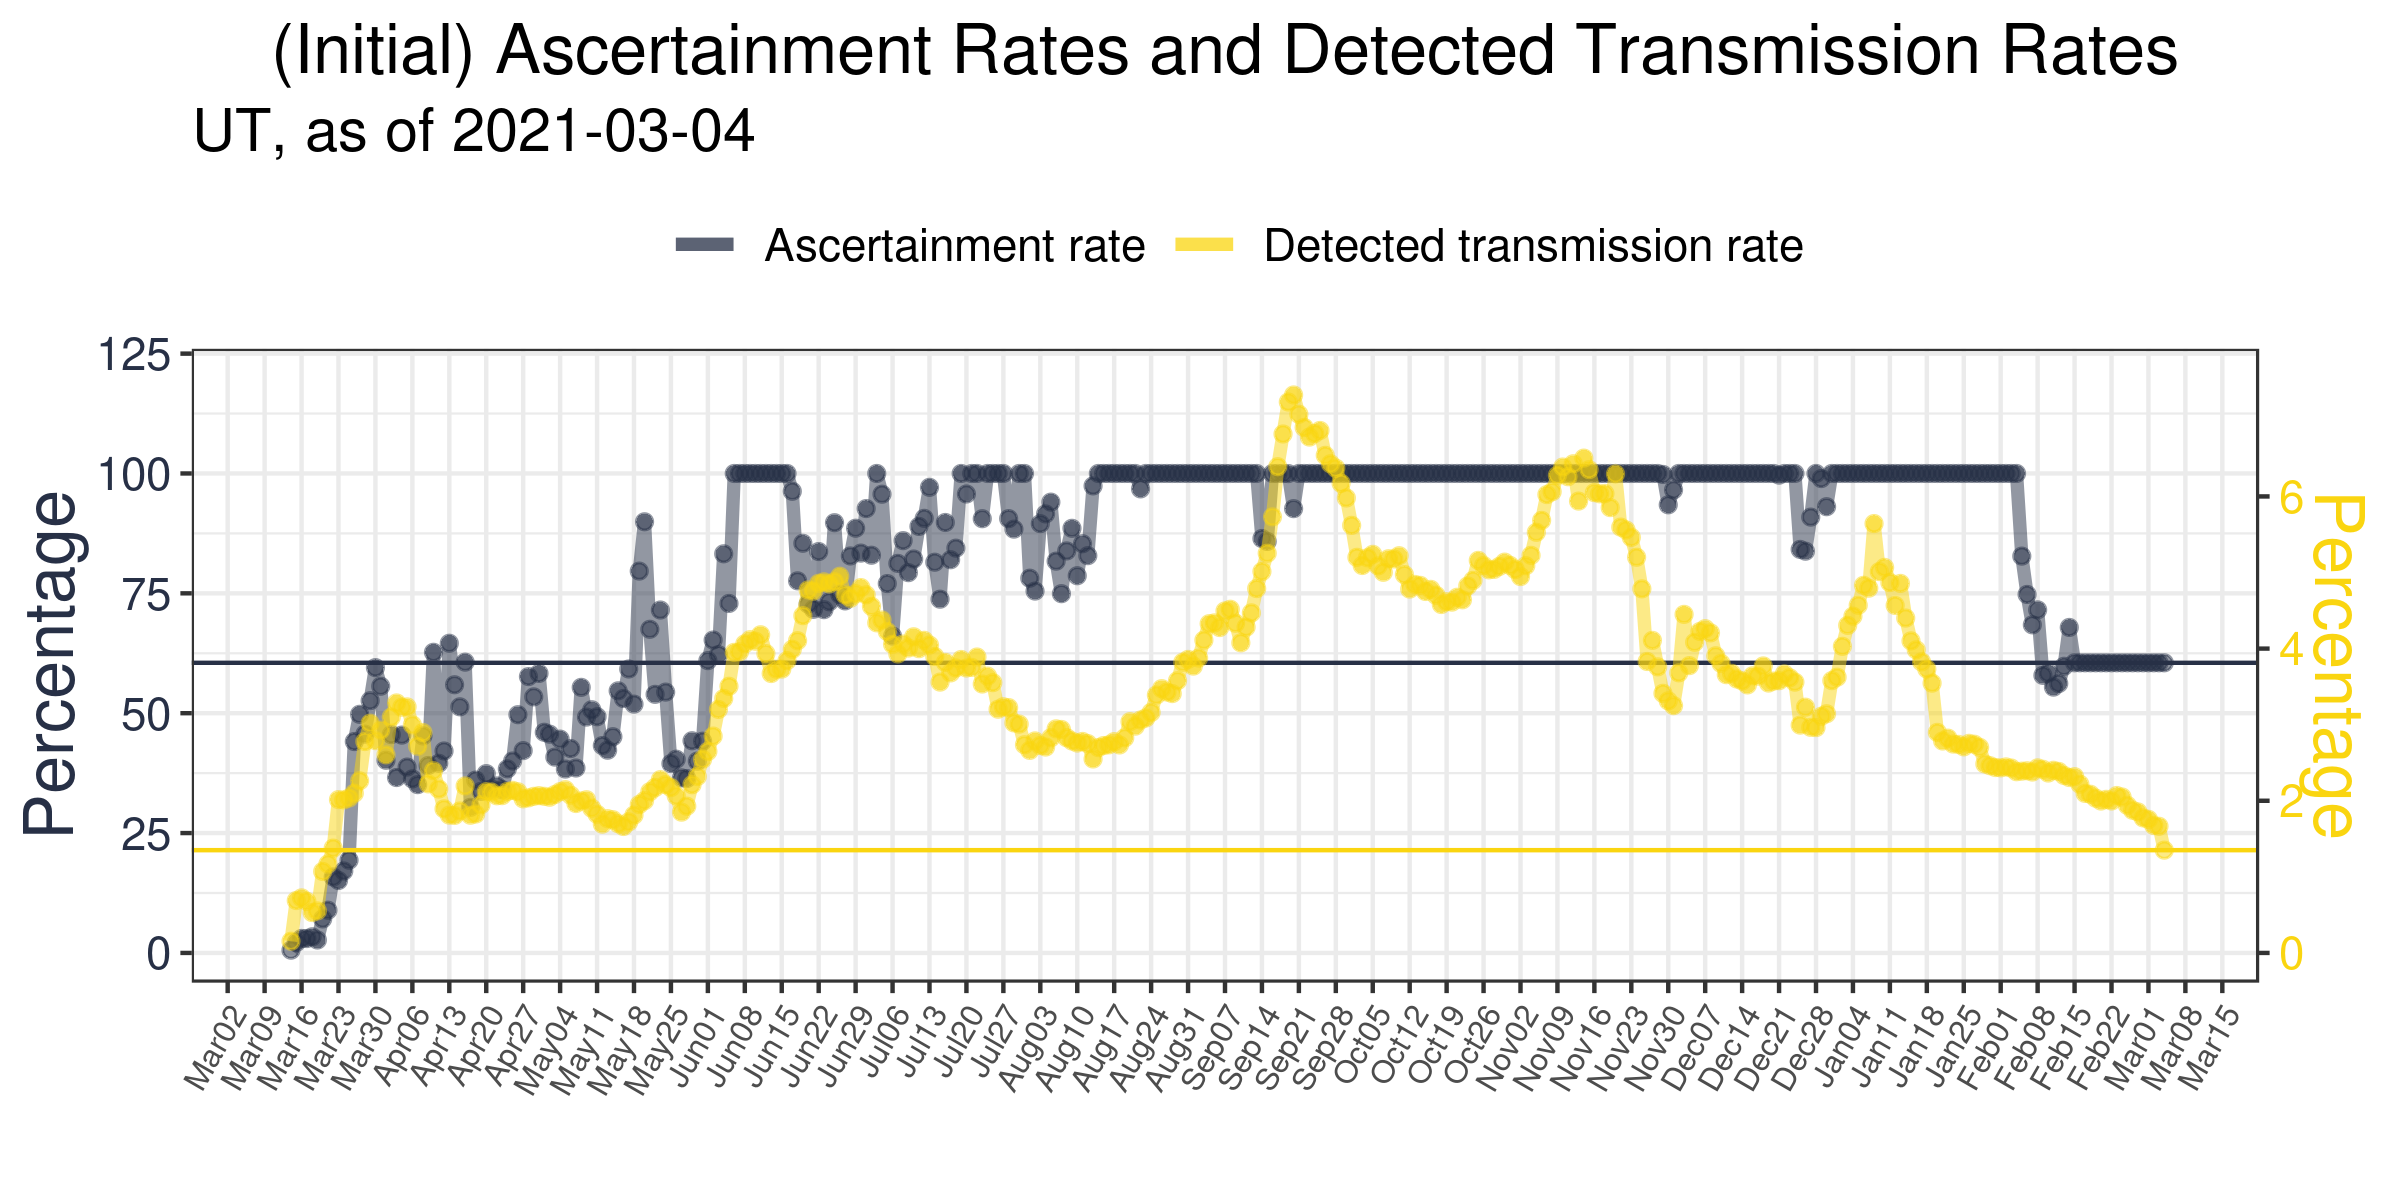 (Initial) Ascertainment Rates and Detected Transmission Rates
UT, as of 2021-03-04
Ascertainment rate
Detected transmission rate
Percentage
125
100
75
50
25
0
6
4
2
0
Percentage
Mar02
Mar09
Mar16
Mar23
Mar30
Apr06
Apr13
Apr20
Apr27
May04
May11
May18
May25
Jun01
Jun08
Jun15
Jun22
Jun29
Jul06
Jul13
Jul20
Jul27
Aug03
Aug10
Aug17
Aug24
Aug31
Sep07
Sep14
Sep21
Sep28
Oct05
Oct12
Oct19
Oct26
Nov02
Nov09
Nov16
Nov23
Nov30
Dec07
Dec14
Dec21
Dec28
Jan04
Jan11
Jan18
Jan25
Feb01
Feb08
Feb15
Feb22
Mar01
Mar08
Mar15